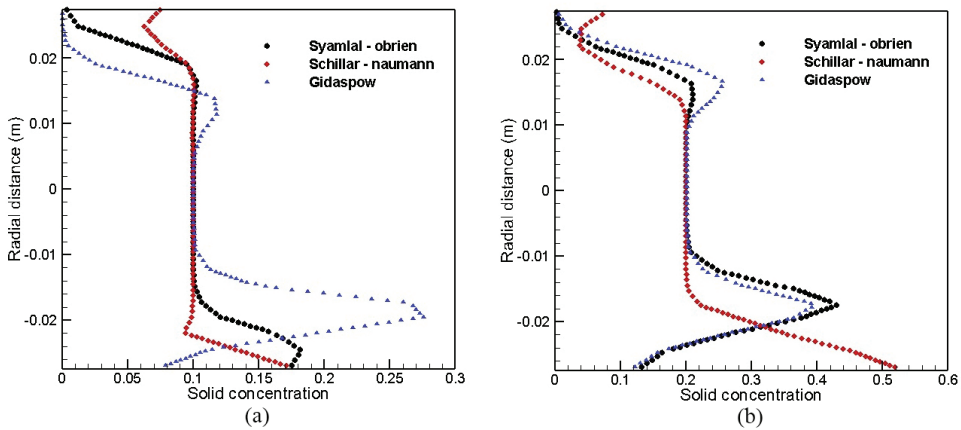 Syamlal - obrien
Schillar - naumann
Gidaspow
Radial distance (m)
0.02
0.01
0
-0.01
-0.02
0
0.05
0.1
0.15
0.2
0.25
0.3
Solid concentration
(a)
Syamlal - obrien
Schillar - naumann
Gidaspow
Radial distance (m)
0.02
0.01
0
-0.01
-0.02
0
0.1
0.2
0.3
0.4
0.5
0.6
Solid concentration
(b)